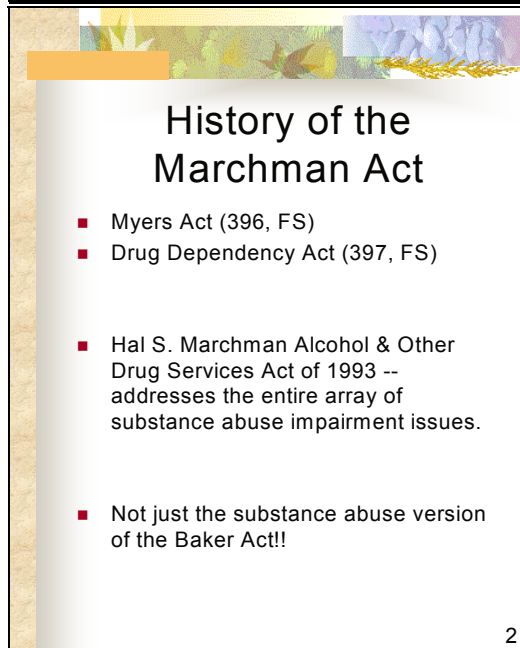 History of the
Marchman Act
■ Myers Act (396, FS)
■ Drug Dependency Act (397, FS)
■ Hal S. Marchman Alcohol & Other
Drug Services Act of 1993 --
addresses the entire array of
substance abuse impairment issues.
■ Not just the substance abuse version
of the Baker Act!!
2